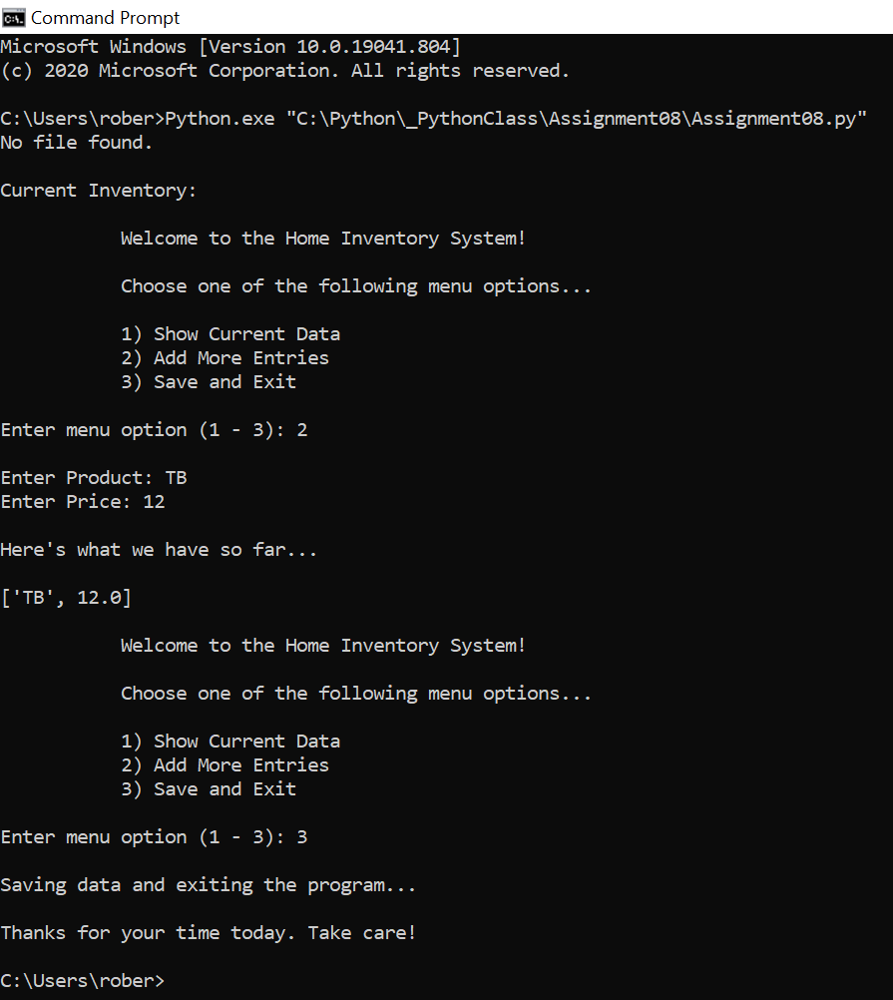 Command Prompt
Microsoft Windows [Version 10.0.19041.804]
(c) 2020 Microsoft Corporation. All rights reserved.
C:\Users\rober>Python.exe "C:\Python\_PythonClass\Assignment08\Assignment08.py"
No file found.
Current Inventory:
Welcome to the Home Inventory System!
Choose one of the following menu options...
1) Show Current Data
2) Add More Entries
3) Save and Exit
Enter menu option (1 - 3): 2
Enter Product: TB
Enter Price: 12
Here's what we have so far...
['TB', 12.0]
Welcome to the Home Inventory System!
Choose one of the following menu options...
1) Show Current Data
2) Add More Entries
3) Save and Exit
Enter menu option (1 - 3): 3
Saving data and exiting the program...
Thanks for your time today. Take care!
C:\Users\rober>